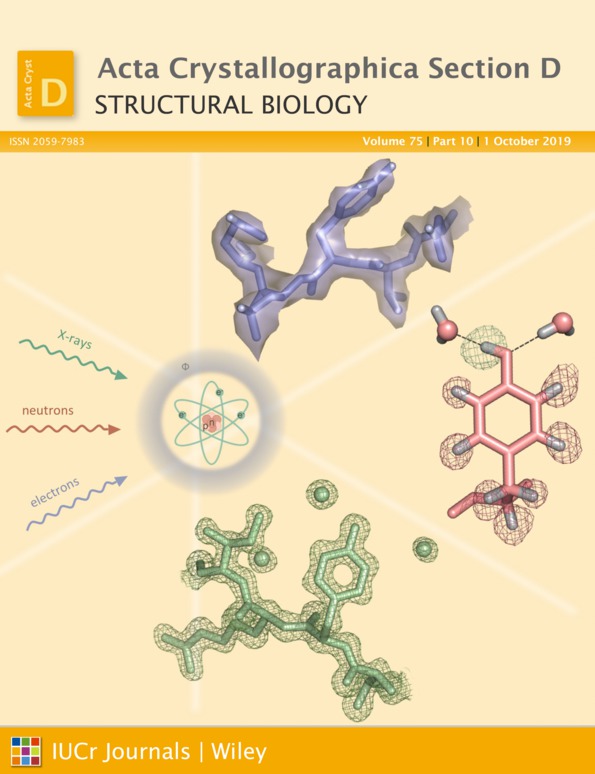 Acta Cryst
D
Acta Crystallographica Section D
STRUCTURAL BIOLOGY
ISSN 2059-7983
Volume 75 | Part 10 | 1 October 2019
X-rays
neutrons
electrons
Φ
e-
e-
e-
p n
IUCr Journals | Wiley